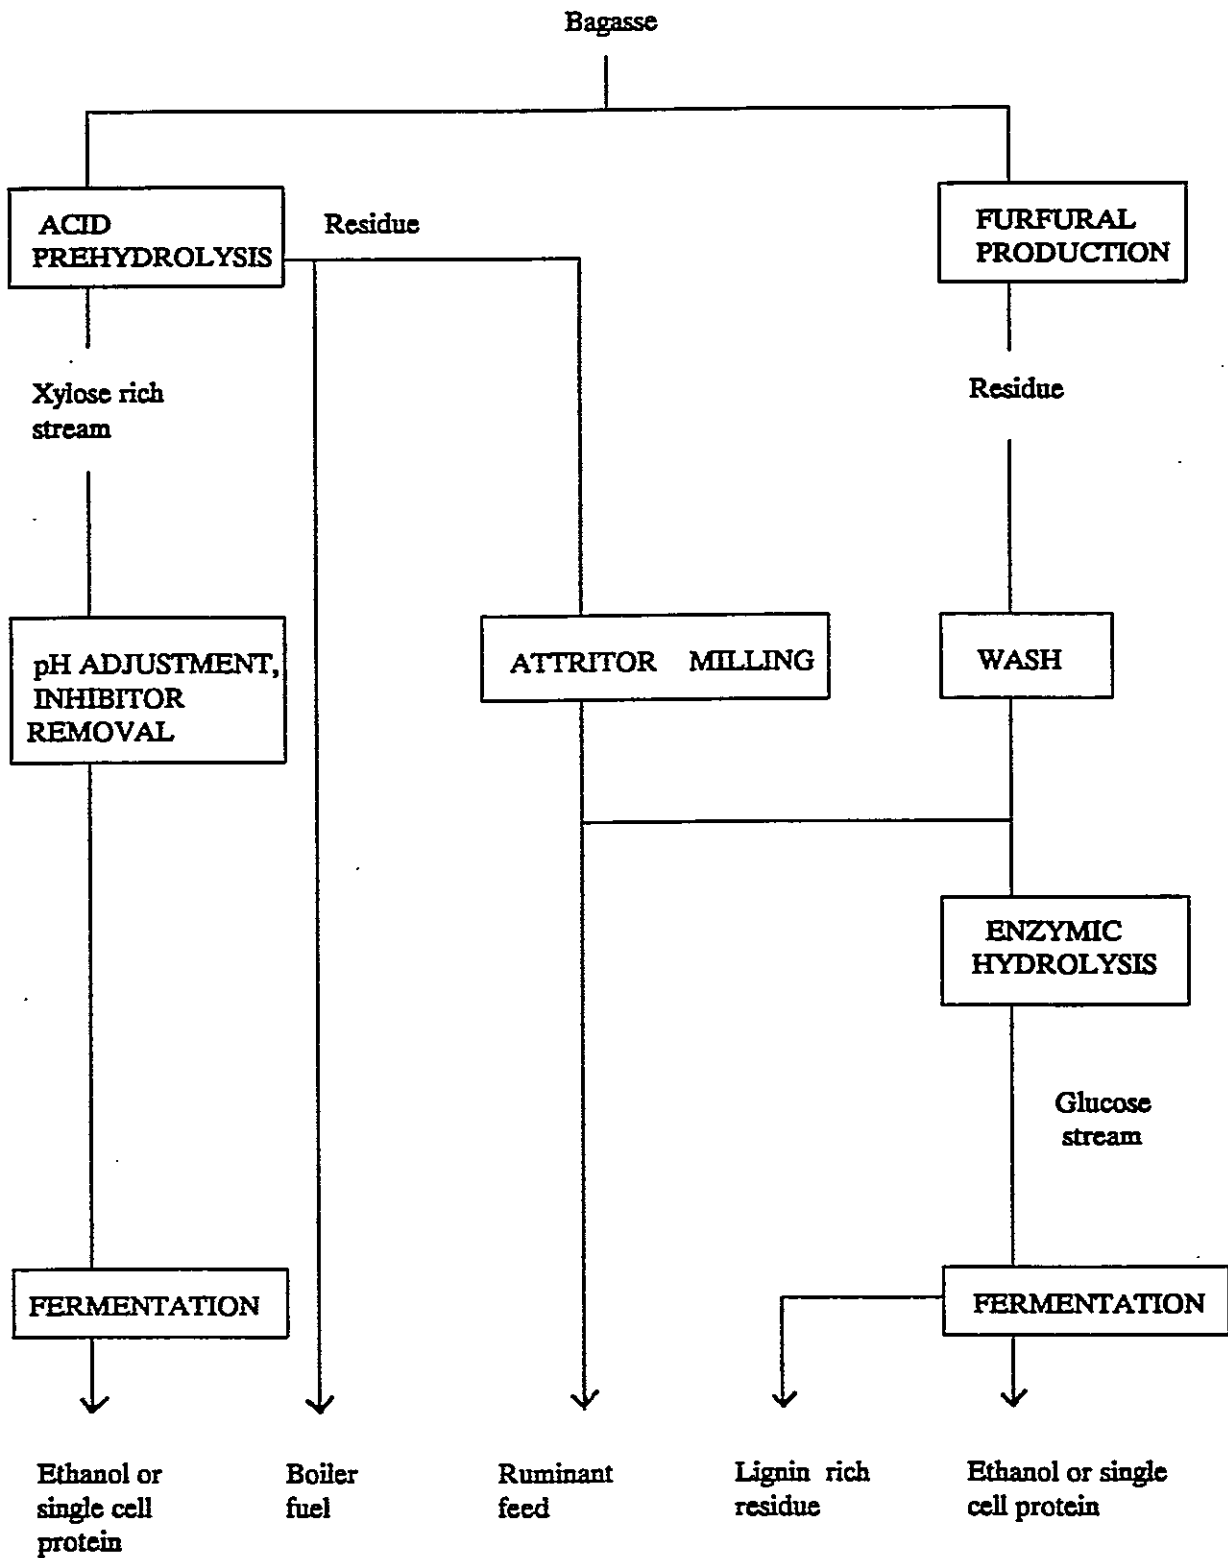 Bagasse
ACID
PREHYDROLYSIS
Residue
FURFURAL
PRODUCTION
Xylose rich
stream
Residue
pH ADJUSTMENT,
INHIBITOR
REMOVAL
ATTRITOR MILLING
WASH
ENZYMIC
HYDROLYSIS
Glucose
stream
FERMENTATION
FERMENTATION
Ethanol or
single cell
protein
Boiler
fuel
Ruminant
feed
Lignin rich
residue
Ethanol or single
cell protein